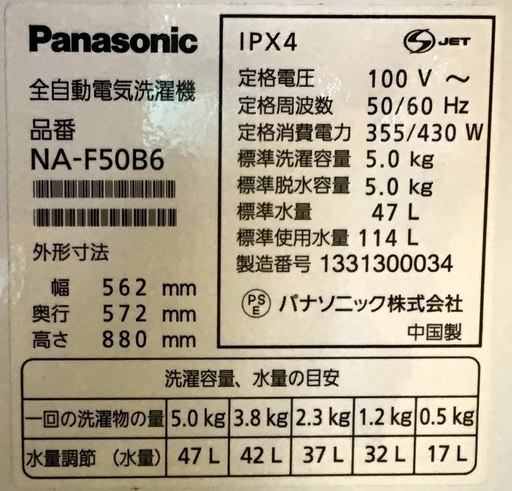 Panasonic
全自動電気洗濯機
品番
NA-F50B6
外形寸法
幅 562 mm
奥行 572 mm
高さ 880 mm
IPX4 S JET
定格電圧 100 V ～
定格周波数 50/60 Hz
定格消費電力 355/430 W
標準洗濯容量 5.0 kg
標準脱水容量 5.0 kg
標準水量 47 L
標準使用水量 114 L
製造番号 1331300034
PSE パナソニック株式会社
中国製
洗濯容量、水量の目安
一回の洗濯物の量 5.0 kg 3.8 kg 2.3 kg 1.2 kg 0.5 kg
水量調節 （水量） 47 L 42 L 37 L 32 L 17 L